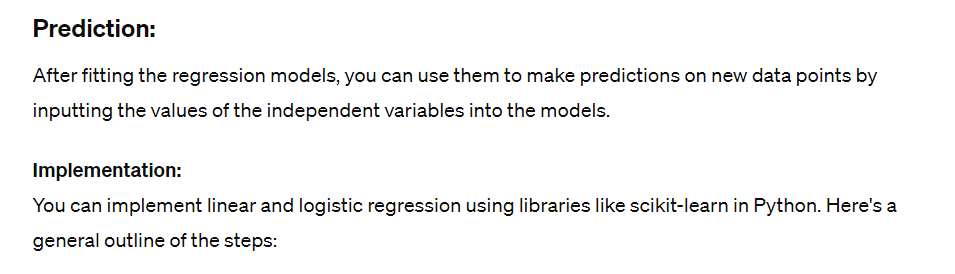 Prediction:
After fitting the regression models, you can use them to make predictions on new data points by
inputting the values of the independent variables into the models.
Implementation:
You can implement linear and logistic regression using libraries like scikit-learn in Python. Here's a
general outline of the steps: